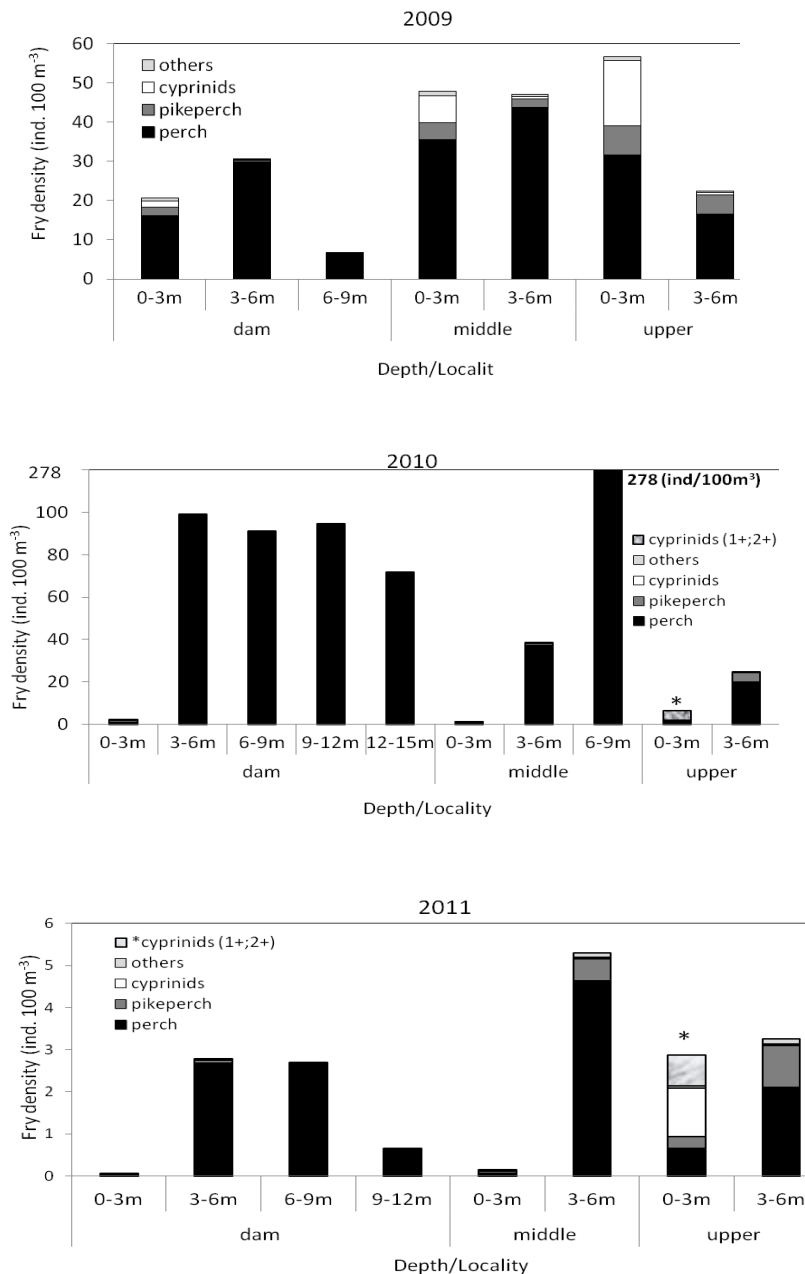 2009
60
50
40
30
20
10
0
Fry density (ind. 100 m⁻³)
others
cyprinids
pikeperch
perch
0-3m 3-6m 6-9m 0-3m 3-6m 0-3m 3-6m
dam middle upper
Depth/Localit
2010
278
100
80
60
40
20
0
Fry density (ind. 100 m⁻³)
278 (ind/100m³)
cyprinids (1+;2+)
others
cyprinids
pikeperch
perch
*
0-3m 3-6m 6-9m 9-12m 12-15m 0-3m 3-6m 6-9m 0-3m 3-6m
dam middle upper
Depth/Locality
2011
6
5
4
3
2
1
0
Fry density (ind. 100 m⁻³)
*cyprinids (1+;2+)
others
cyprinids
pikeperch
perch
*
0-3m 3-6m 6-9m 9-12m 0-3m 3-6m 0-3m 3-6m
dam middle upper
Depth/Locality